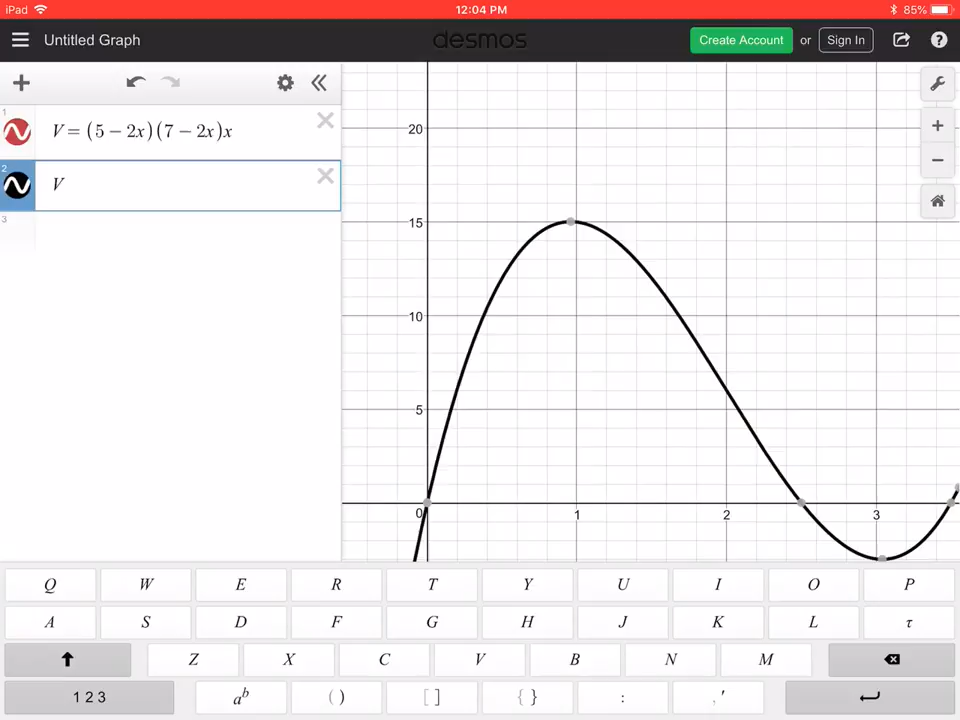 iPad 12:04 PM 85%
Untitled Graph desmos Create Account or Sign In ?
+
1
V = (5 − 2x)(7 − 2x)x
2
V
3
20
15
10
5
0 1 2 3
+
−
Q W E R T Y U I O P
A S D F G H J K L τ
Z X C V B N M
1 2 3 aᵇ ( ) [ ] { } : , ′